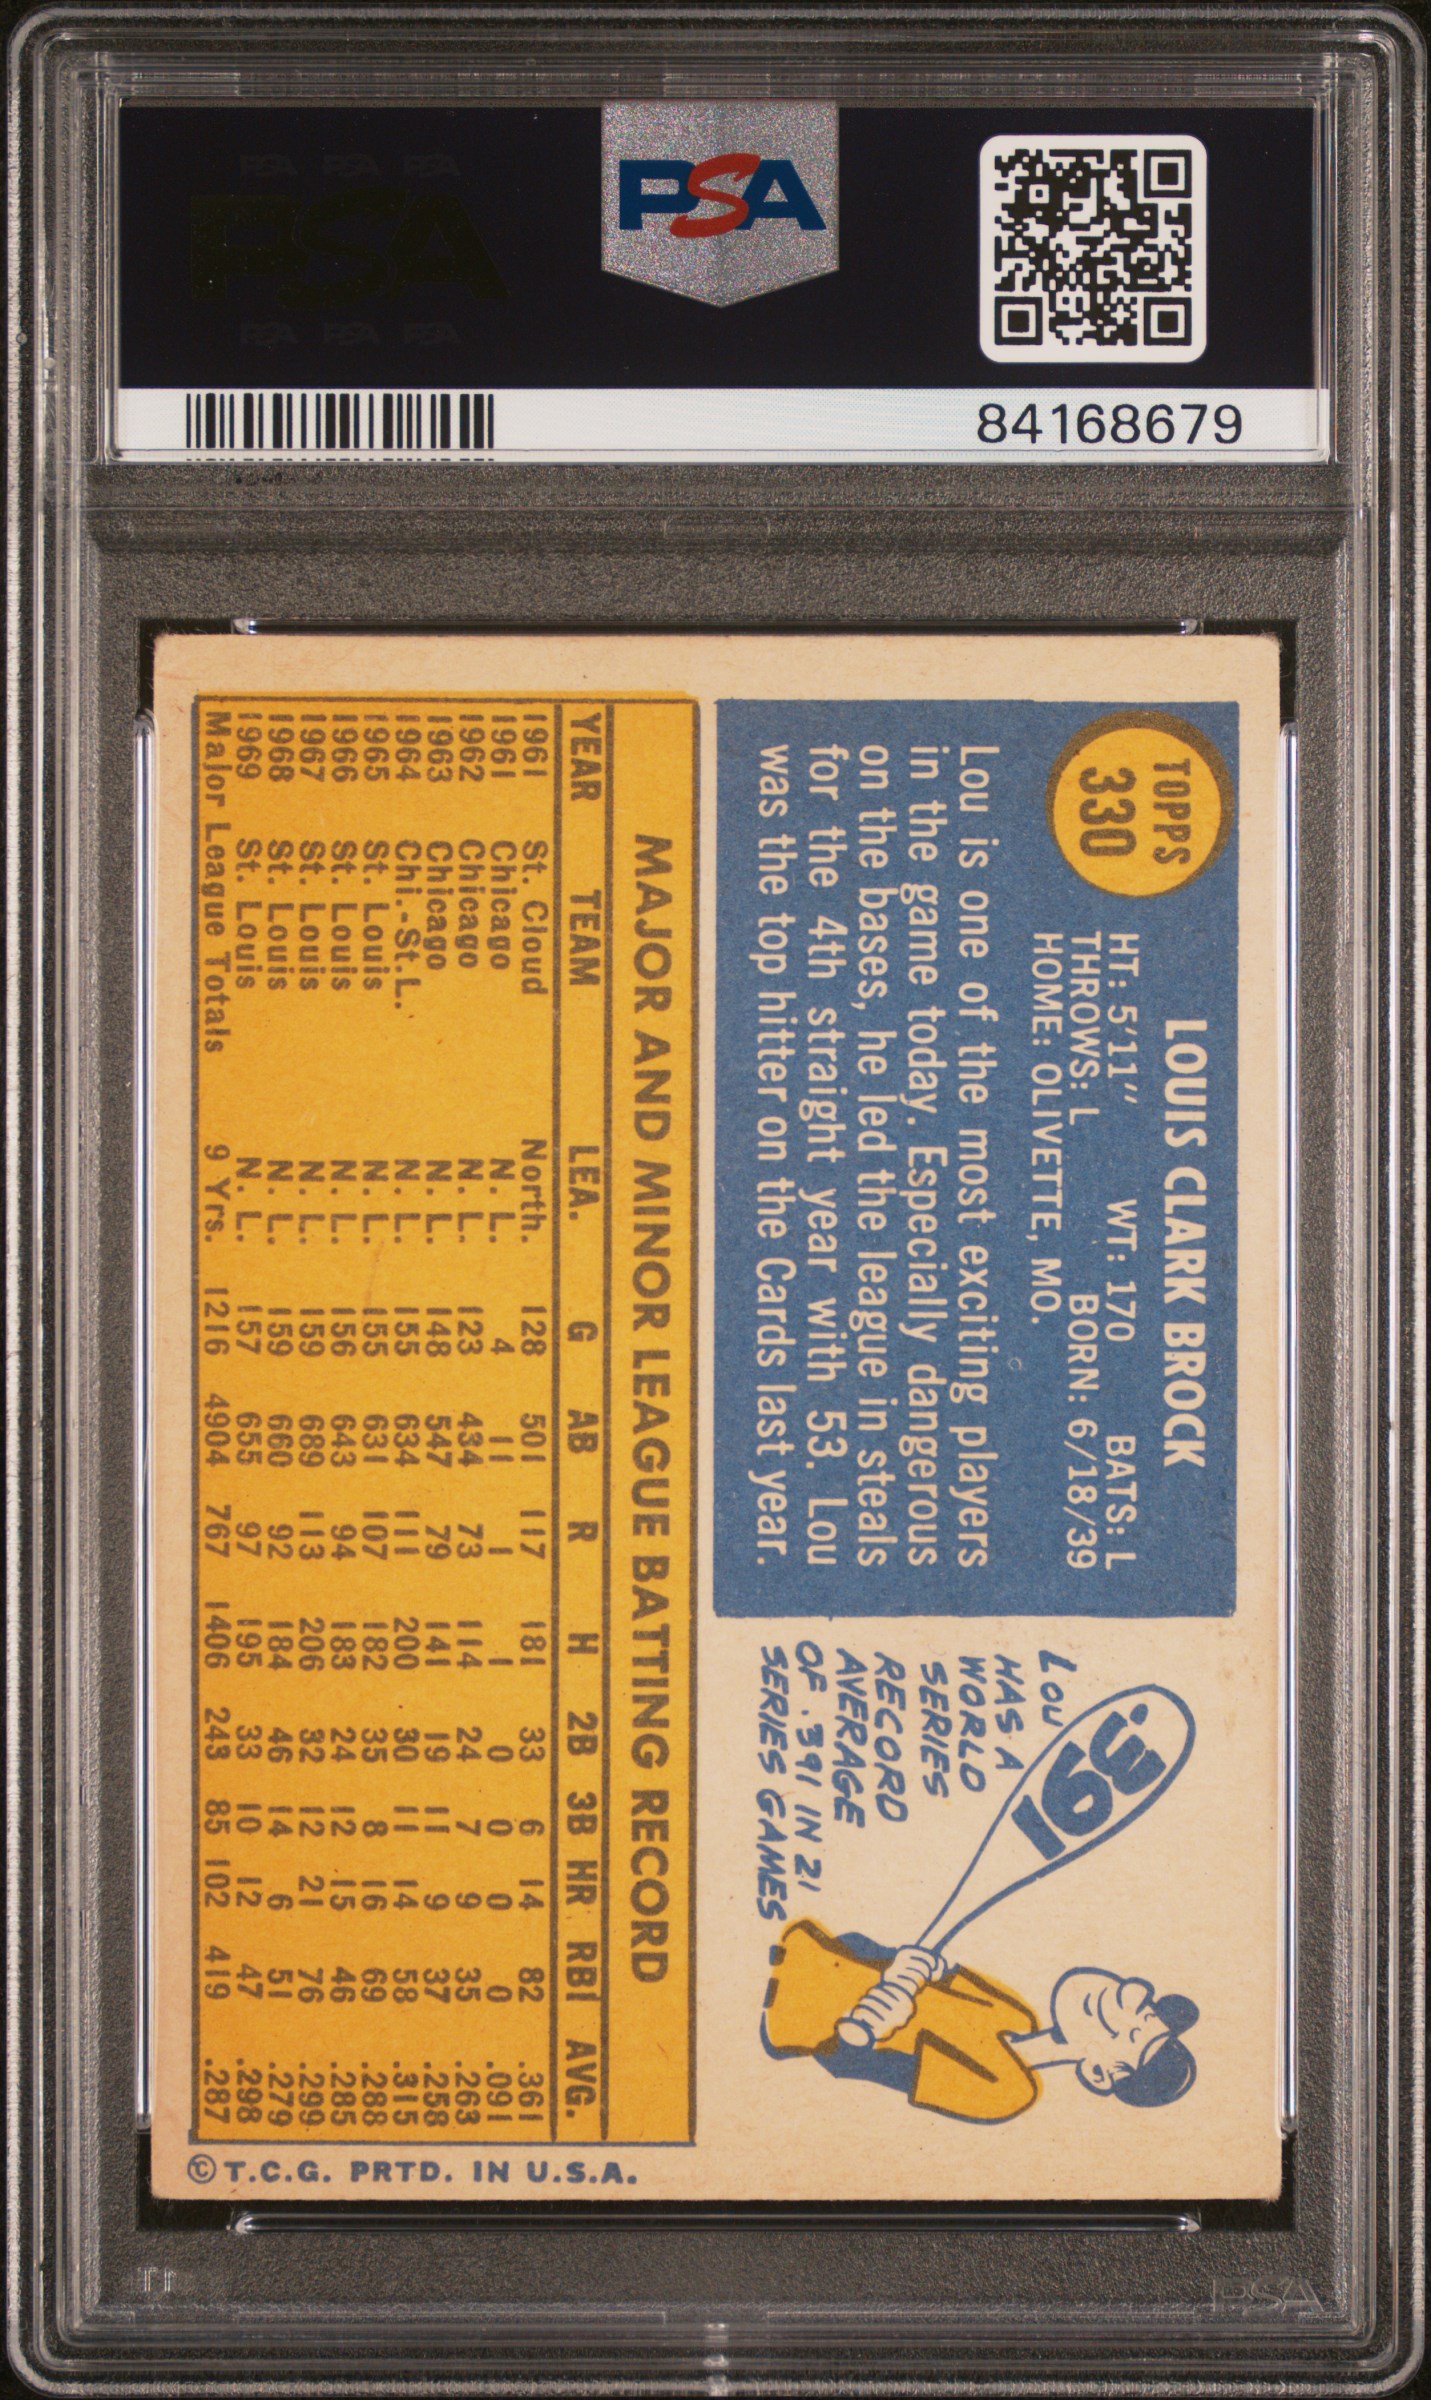 PSA
84168679
TOPPS
330
LOUIS CLARK BROCK
HT: 5'11" WT: 170 BATS: L
THROWS: L BORN: 6/18/39
HOME: OLIVETTE, MO.
Lou is one of the most exciting players
in the game today. Especially dangerous
on the bases, he led the league in steals
for the 4th straight year with 53. Lou
was the top hitter on the Cards last year.
.391
LOU
HAS A
WORLD
SERIES
RECORD
AVERAGE
OF .391 IN 21
SERIES GAMES
MAJOR AND MINOR LEAGUE BATTING RECORD
YEAR TEAM LEA. G AB R H 2B 3B HR RBI AVG.
1961 St. Cloud North. 128 501 117 181 33 6 14 82 .361
1961 Chicago N. L. 4 11 1 1 0 0 0 0 .091
1962 Chicago N. L. 123 434 73 114 24 7 9 35 .263
1963 Chicago N. L. 148 547 79 141 19 11 9 37 .258
1964 Chi.-St.L. N. L. 155 634 111 200 30 11 14 58 .315
1965 St. Louis N. L. 155 631 107 182 35 8 16 69 .288
1966 St. Louis N. L. 156 643 94 183 24 12 15 46 .285
1967 St. Louis N. L. 159 689 113 206 32 12 21 76 .299
1968 St. Louis N. L. 159 660 92 184 46 14 6 51 .279
1969 St. Louis N. L. 157 655 97 195 33 10 12 47 .298
Major League Totals 9 Yrs. 1216 4904 767 1406 243 85 102 419 .287
© T.C.G. PRTD. IN U.S.A.
PSA